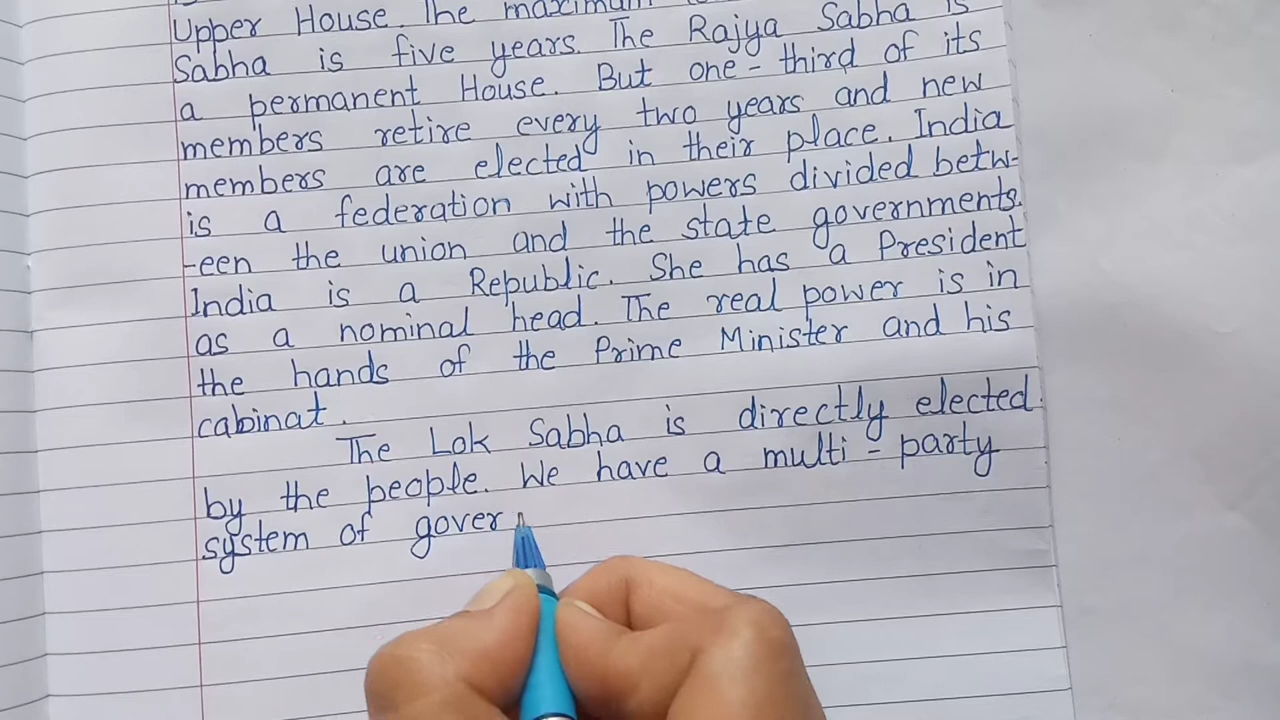 Upper House. The maximum
Sabha is five years. The Rajya Sabha is
a permanent House. But one-third of its
members retire every two years and new
members are elected in their place. India
is a federation with powers divided betw-
-een the union and the state governments.
India is a Republic. She has a President
as a nominal head. The real power is in
the hands of the Prime Minister and his
cabinat.
The Lok Sabha is directly elected
by the people. We have a multi-party
system of gover